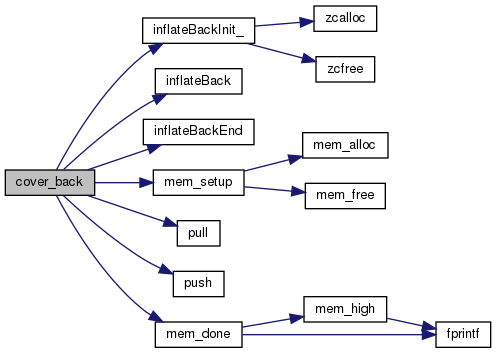 cover_back
inflateBackInit_
zcalloc
zcfree
inflateBack
inflateBackEnd
mem_setup
mem_alloc
mem_free
pull
push
mem_done
mem_high
fprintf